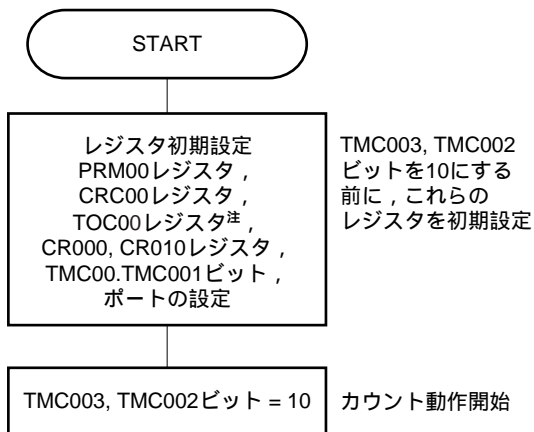 START
レジスタ初期設定
PRM00レジスタ，
CRC00レジスタ，
TOC00レジスタ注，
CR000, CR010レジスタ，
TMC00.TMC001ビット，
ポートの設定
TMC003, TMC002
ビットを10にする
前に，これらの
レジスタを初期設定
TMC003, TMC002ビット = 10
カウント動作開始